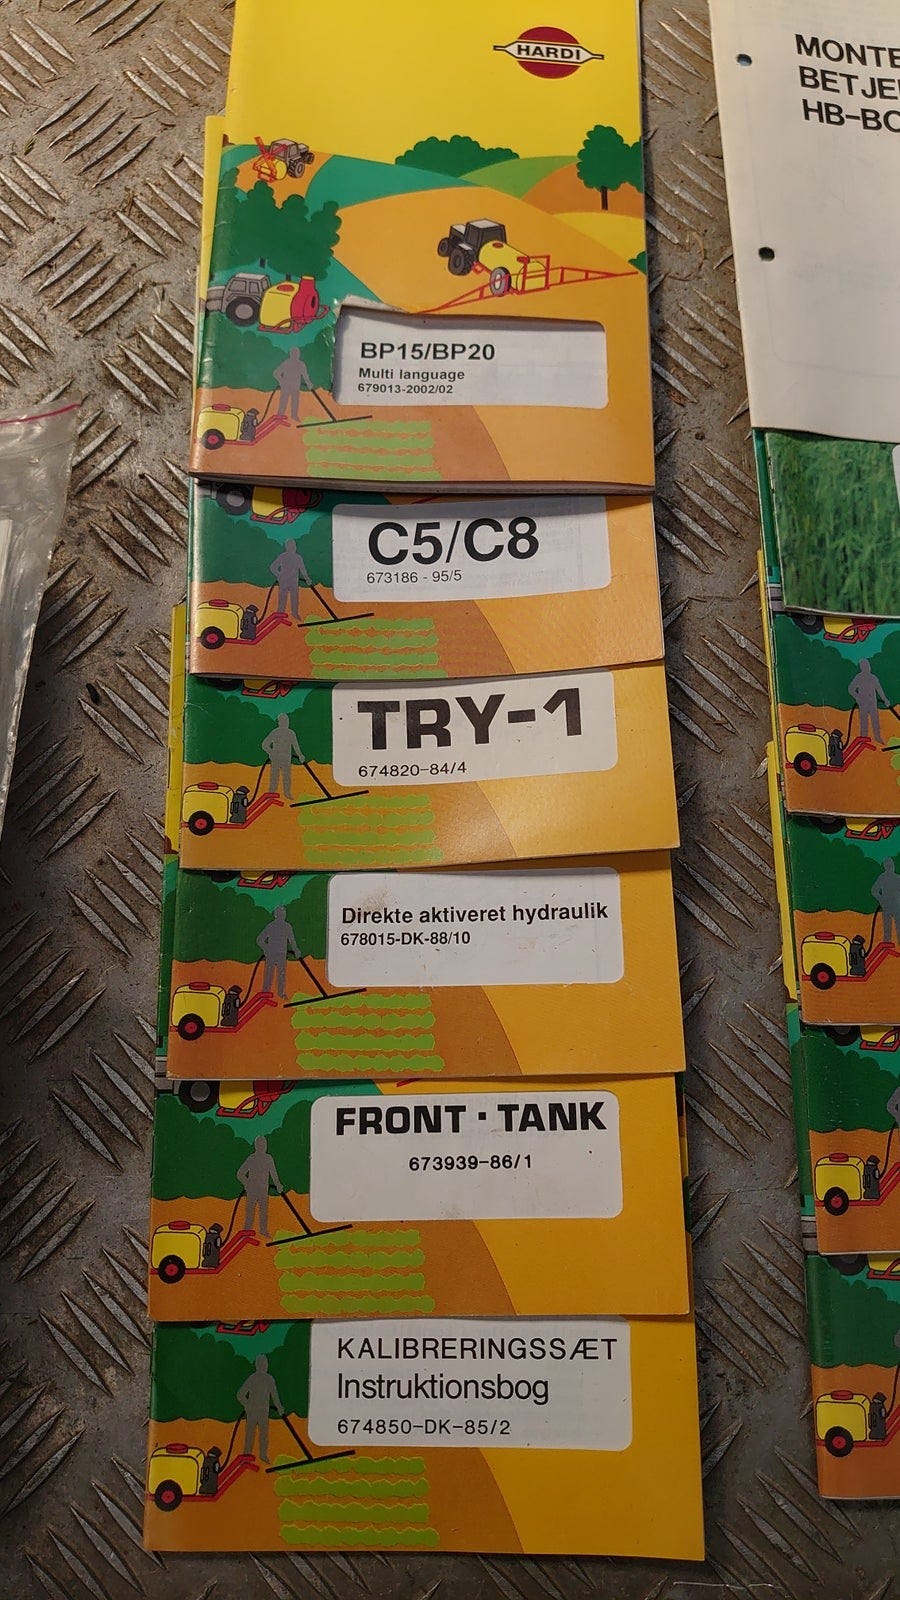 HARDI
BP15/BP20
Multi language
679013-2002/02
C5/C8
673186 - 95/5
TRY-1
674820-84/4
Direkte aktiveret hydraulik
678015-DK-88/10
FRONT · TANK
673939-86/1
KALIBRERINGSSÆT
Instruktionsbog
674850-DK-85/2
MONTE
BETJE
HB-BO